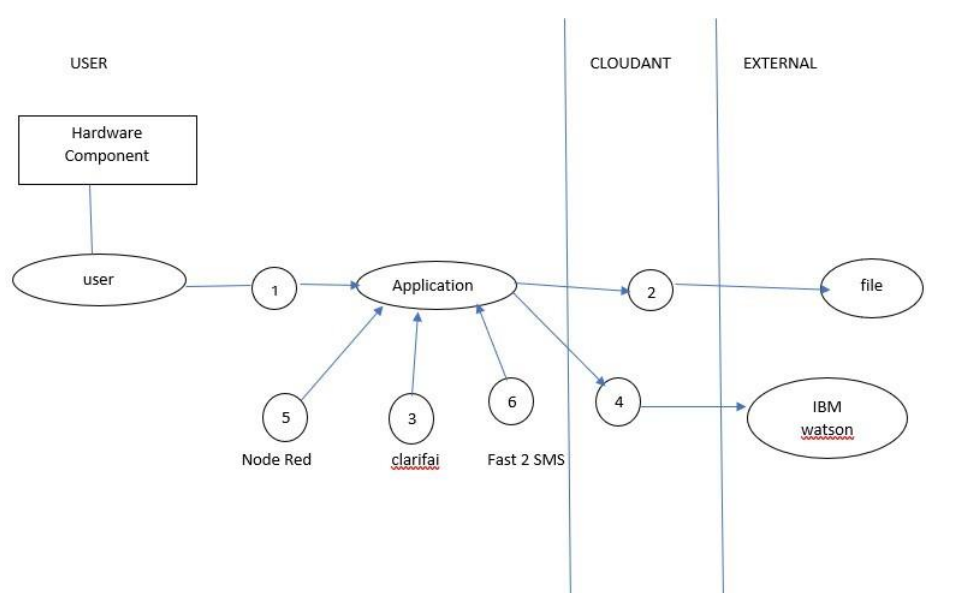 USER
CLOUDANT
EXTERNAL
Hardware
Component
user
1
Application
2
file
5
3
6
4
IBM
watson
Node Red
clarifai
Fast 2 SMS